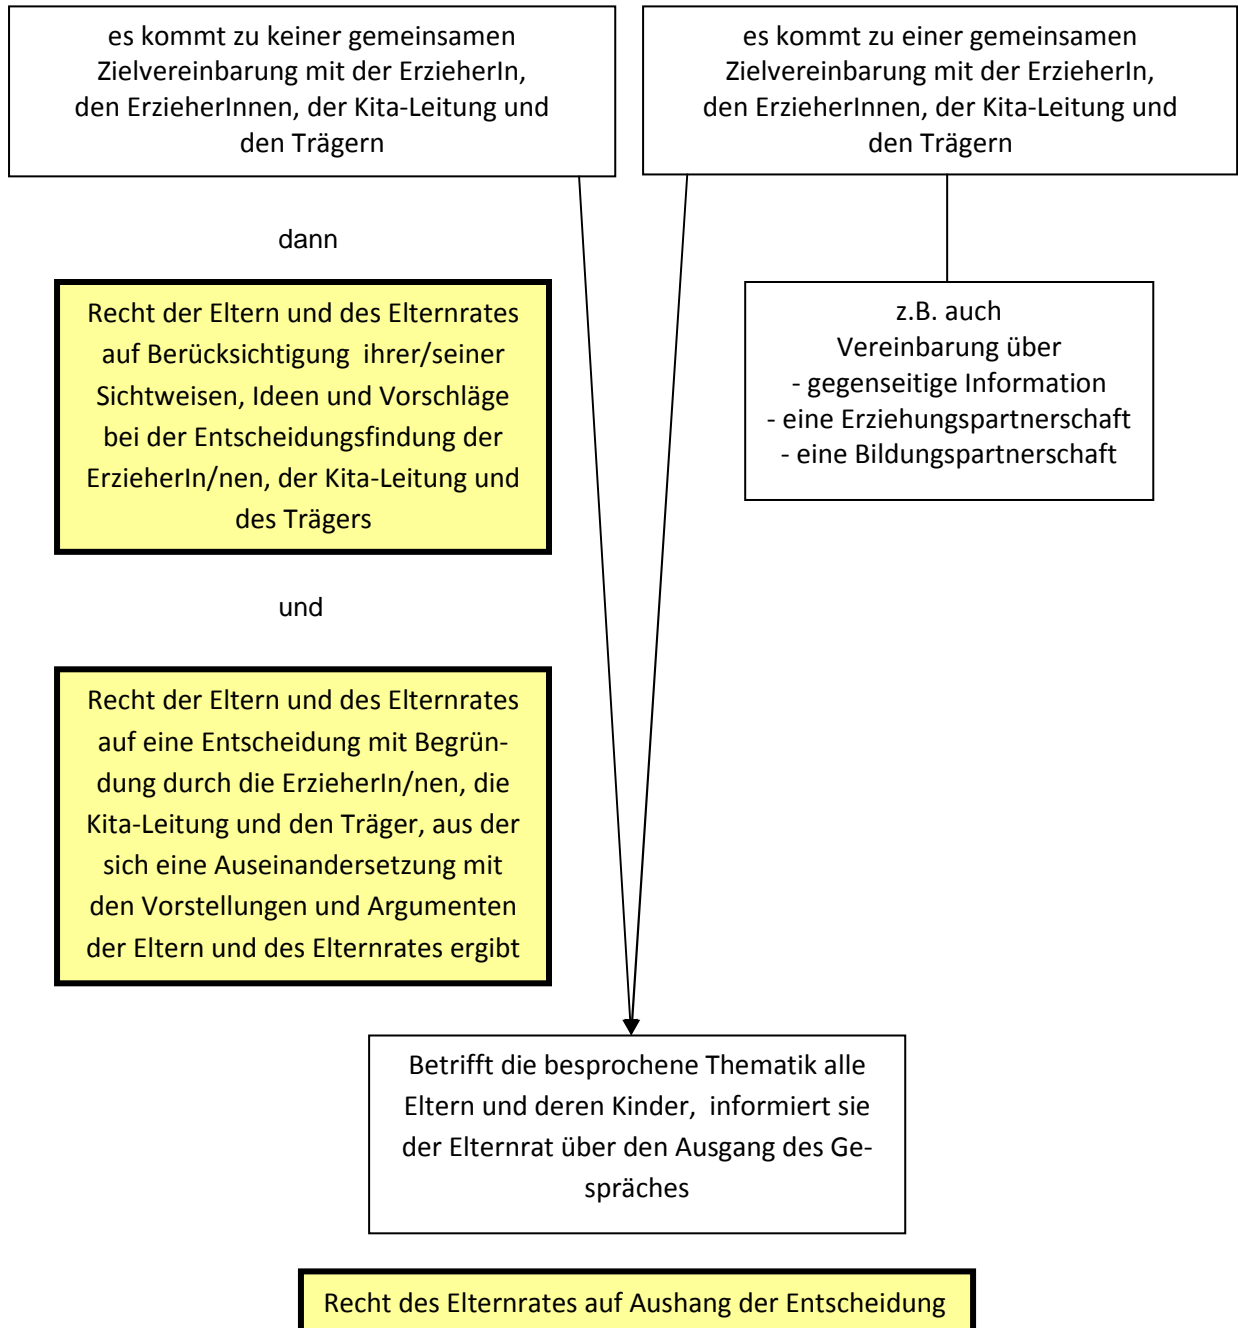 es kommt zu keiner gemeinsamen
Zielvereinbarung mit der ErzieherIn,
den ErzieherInnen, der Kita-Leitung und
den Trägern
es kommt zu einer gemeinsamen
Zielvereinbarung mit der ErzieherIn,
den ErzieherInnen, der Kita-Leitung und
den Trägern
dann
Recht der Eltern und des Elternrates
auf Berücksichtigung ihrer/seiner
Sichtweisen, Ideen und Vorschläge
bei der Entscheidungsfindung der
ErzieherIn/nen, der Kita-Leitung und
des Trägers
z.B. auch
Vereinbarung über
- gegenseitige Information
- eine Erziehungspartnerschaft
- eine Bildungspartnerschaft
und
Recht der Eltern und des Elternrates
auf eine Entscheidung mit Begrün-
dung durch die ErzieherIn/nen, die
Kita-Leitung und den Träger, aus der
sich eine Auseinandersetzung mit
den Vorstellungen und Argumenten
der Eltern und des Elternrates ergibt
Betrifft die besprochene Thematik alle
Eltern und deren Kinder, informiert sie
der Elternrat über den Ausgang des Ge-
spräches
Recht des Elternrates auf Aushang der Entscheidung